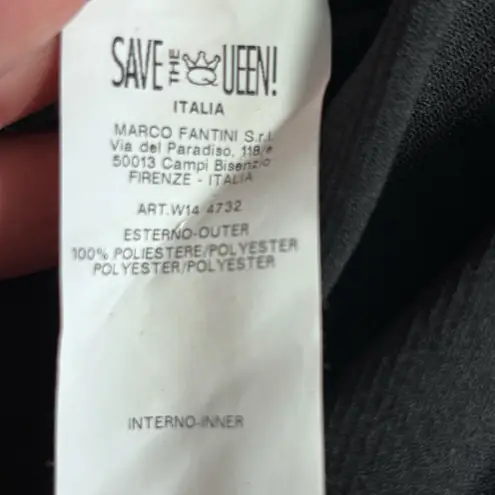 SAVE THE QUEEN!
ITALIA
MARCO FANTINI S.r.l.
Via del Paradiso, 118/
50013 Campi Bisenzio
FIRENZE - ITALIA
ART.W14 4732
ESTERNO-OUTER
100% POLIESTERE/POLYESTER
POLYESTER/POLYESTER
INTERNO-INNER